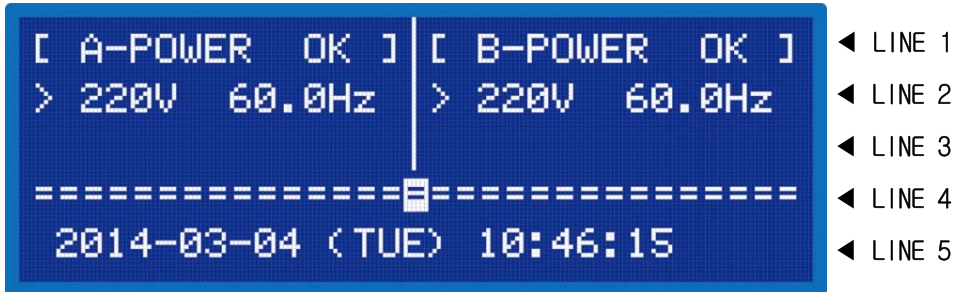 [ A-POWER OK ] [ B-POWER OK ] ◀ LINE 1
> 220V 60.0Hz > 220V 60.0Hz ◀ LINE 2
◀ LINE 3
=============================== ◀ LINE 4
2014-03-04 (TUE) 10:46:15 ◀ LINE 5